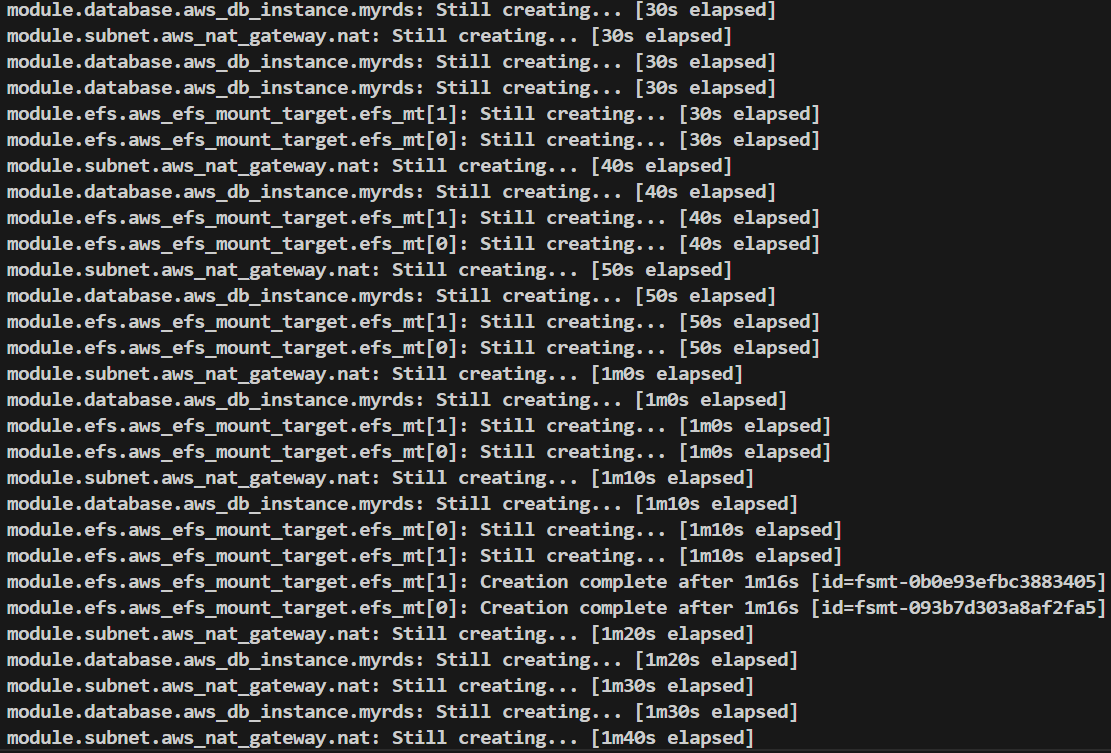 module.database.aws_db_instance.myrds: Still creating... [30s elapsed]
module.subnet.aws_nat_gateway.nat: Still creating... [30s elapsed]
module.database.aws_db_instance.myrds: Still creating... [30s elapsed]
module.database.aws_db_instance.myrds: Still creating... [30s elapsed]
module.efs.aws_efs_mount_target.efs_mt[1]: Still creating... [30s elapsed]
module.efs.aws_efs_mount_target.efs_mt[0]: Still creating... [30s elapsed]
module.subnet.aws_nat_gateway.nat: Still creating... [40s elapsed]
module.database.aws_db_instance.myrds: Still creating... [40s elapsed]
module.efs.aws_efs_mount_target.efs_mt[1]: Still creating... [40s elapsed]
module.efs.aws_efs_mount_target.efs_mt[0]: Still creating... [40s elapsed]
module.subnet.aws_nat_gateway.nat: Still creating... [50s elapsed]
module.database.aws_db_instance.myrds: Still creating... [50s elapsed]
module.efs.aws_efs_mount_target.efs_mt[1]: Still creating... [50s elapsed]
module.efs.aws_efs_mount_target.efs_mt[0]: Still creating... [50s elapsed]
module.subnet.aws_nat_gateway.nat: Still creating... [1m0s elapsed]
module.database.aws_db_instance.myrds: Still creating... [1m0s elapsed]
module.efs.aws_efs_mount_target.efs_mt[1]: Still creating... [1m0s elapsed]
module.efs.aws_efs_mount_target.efs_mt[0]: Still creating... [1m0s elapsed]
module.subnet.aws_nat_gateway.nat: Still creating... [1m10s elapsed]
module.database.aws_db_instance.myrds: Still creating... [1m10s elapsed]
module.efs.aws_efs_mount_target.efs_mt[0]: Still creating... [1m10s elapsed]
module.efs.aws_efs_mount_target.efs_mt[1]: Still creating... [1m10s elapsed]
module.efs.aws_efs_mount_target.efs_mt[1]: Creation complete after 1m16s [id=fsmt-0b0e93efbc3883405]
module.efs.aws_efs_mount_target.efs_mt[0]: Creation complete after 1m16s [id=fsmt-093b7d303a8af2fa5]
module.subnet.aws_nat_gateway.nat: Still creating... [1m20s elapsed]
module.database.aws_db_instance.myrds: Still creating... [1m20s elapsed]
module.subnet.aws_nat_gateway.nat: Still creating... [1m30s elapsed]
module.database.aws_db_instance.myrds: Still creating... [1m30s elapsed]
module.subnet.aws_nat_gateway.nat: Still creating... [1m40s elapsed]